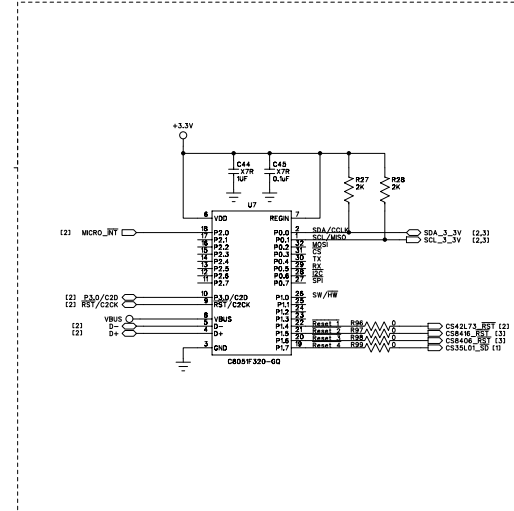 +3.3V
C44
X7R
1UF
C45
X7R
0.1uF
R27
2K
R28
2K
U7
6 VDD
REGIN 7
[2] MICRO_INT
18 P2.0
17 P2.1
16 P2.2
15 P2.3
14 P2.4
13 P2.5
12 P2.6
11 P2.7
P0.0 2 SDA/CCLK
P0.1 1 SCL/MISO
P0.2 32 MOSI
P0.3 31 CS
P0.4 30 TX
P0.5 29 RX
P0.6 28 I2C
P0.7 27 SPI
SDA_3_3V [2,3]
SCL_3_3V [2,3]
[2] P3.0/C2D 10 P3.0/C2D
[2] RST/C2CK 9 RST/C2CK
P1.0 26 SW/HW
P1.1 25
P1.2 24
P1.3 23
P1.4 22 Reset 1 R96 0 CS42L73_RST [2]
P1.5 21 Reset 2 R97 0 CS8416_RST [3]
P1.6 20 Reset 3 R98 0 CS8406_RST [3]
P1.7 19 Reset 4 R99 0 CS35L01_SD [1]
VBUS 8 VBUS
[2] D- 5 D-
[2] D+ 4 D+
3 GND
C8051F320-GQ